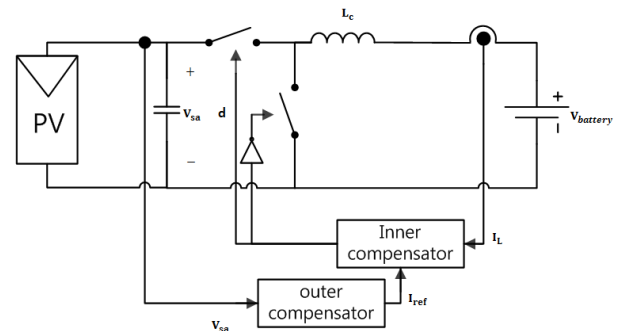 L_c
+
PV
V_sa
d
+
V_battery
−
I
Inner
compensator
I_L
outer
compensator
I_ref
V_sa